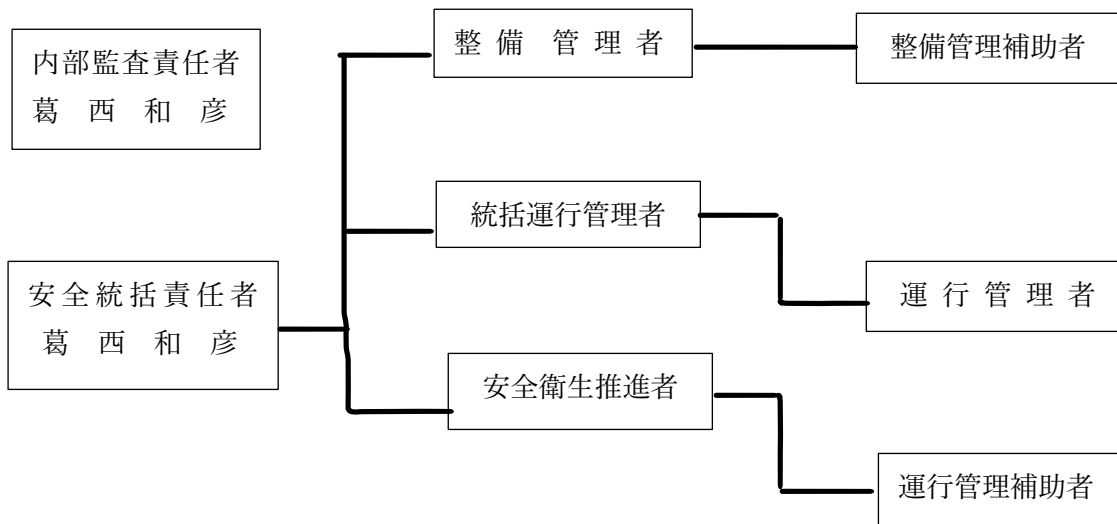 内部監査責任者
葛西和彦
整備管理者
整備管理補助者
統括運行管理者
安全統括責任者
葛西和彦
運行管理者
安全衛生推進者
運行管理補助者